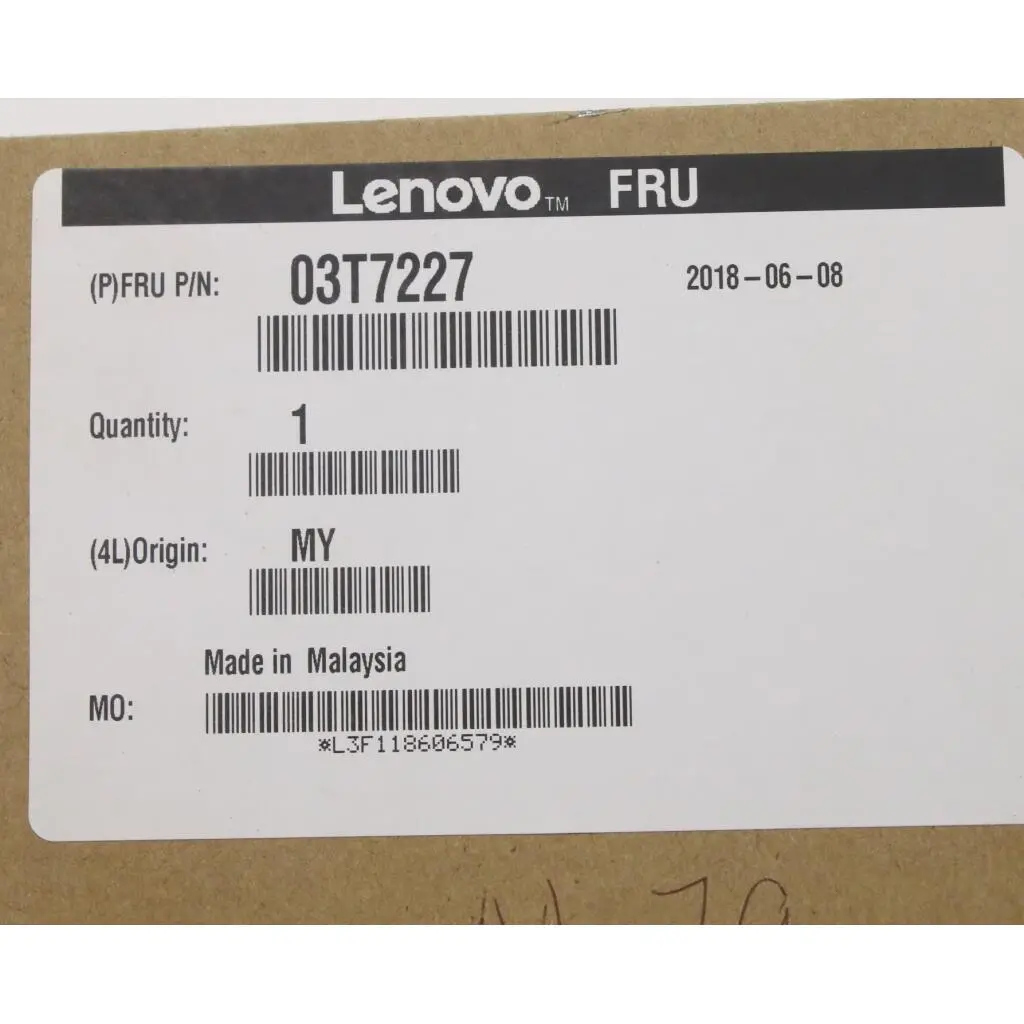 Lenovo™ FRU
(P)FRU P/N: 03T7227 2018-06-08
Quantity: 1
(4L)Origin: MY
Made in Malaysia
MO:
*L3F118606579*